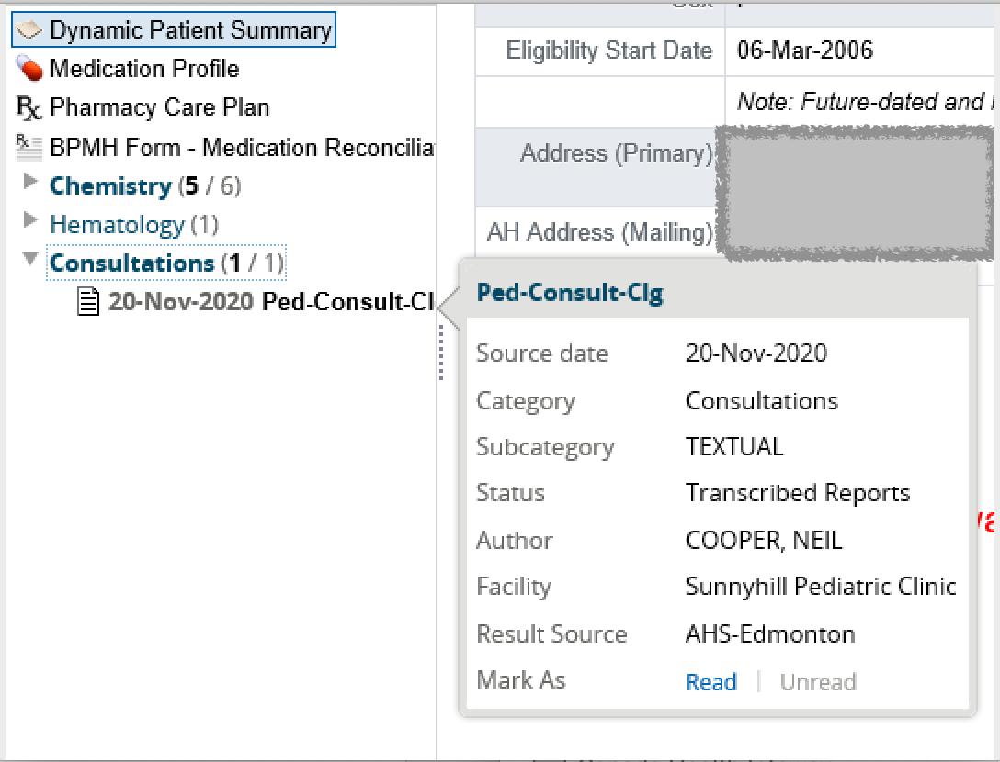 Dynamic Patient Summary
Medication Profile
Rx Pharmacy Care Plan
Rx BPMH Form - Medication Reconcilia
Chemistry (5 / 6)
Hematology (1)
Consultations (1 / 1)
20-Nov-2020 Ped-Consult-Cl
Sex
Eligibility Start Date 06-Mar-2006
Note: Future-dated and
Address (Primary)
AH Address (Mailing)
Ped-Consult-Clg
Source date 20-Nov-2020
Category Consultations
Subcategory TEXTUAL
Status Transcribed Reports
Author COOPER, NEIL
Facility Sunnyhill Pediatric Clinic
Result Source AHS-Edmonton
Mark As Read | Unread